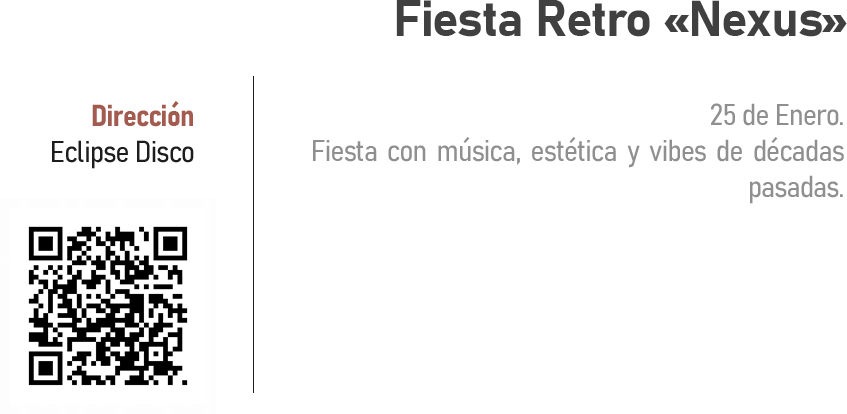 Fiesta Retro «Nexus»
Dirección
Eclipse Disco
25 de Enero.
Fiesta con música, estética y vibes de décadas
pasadas.